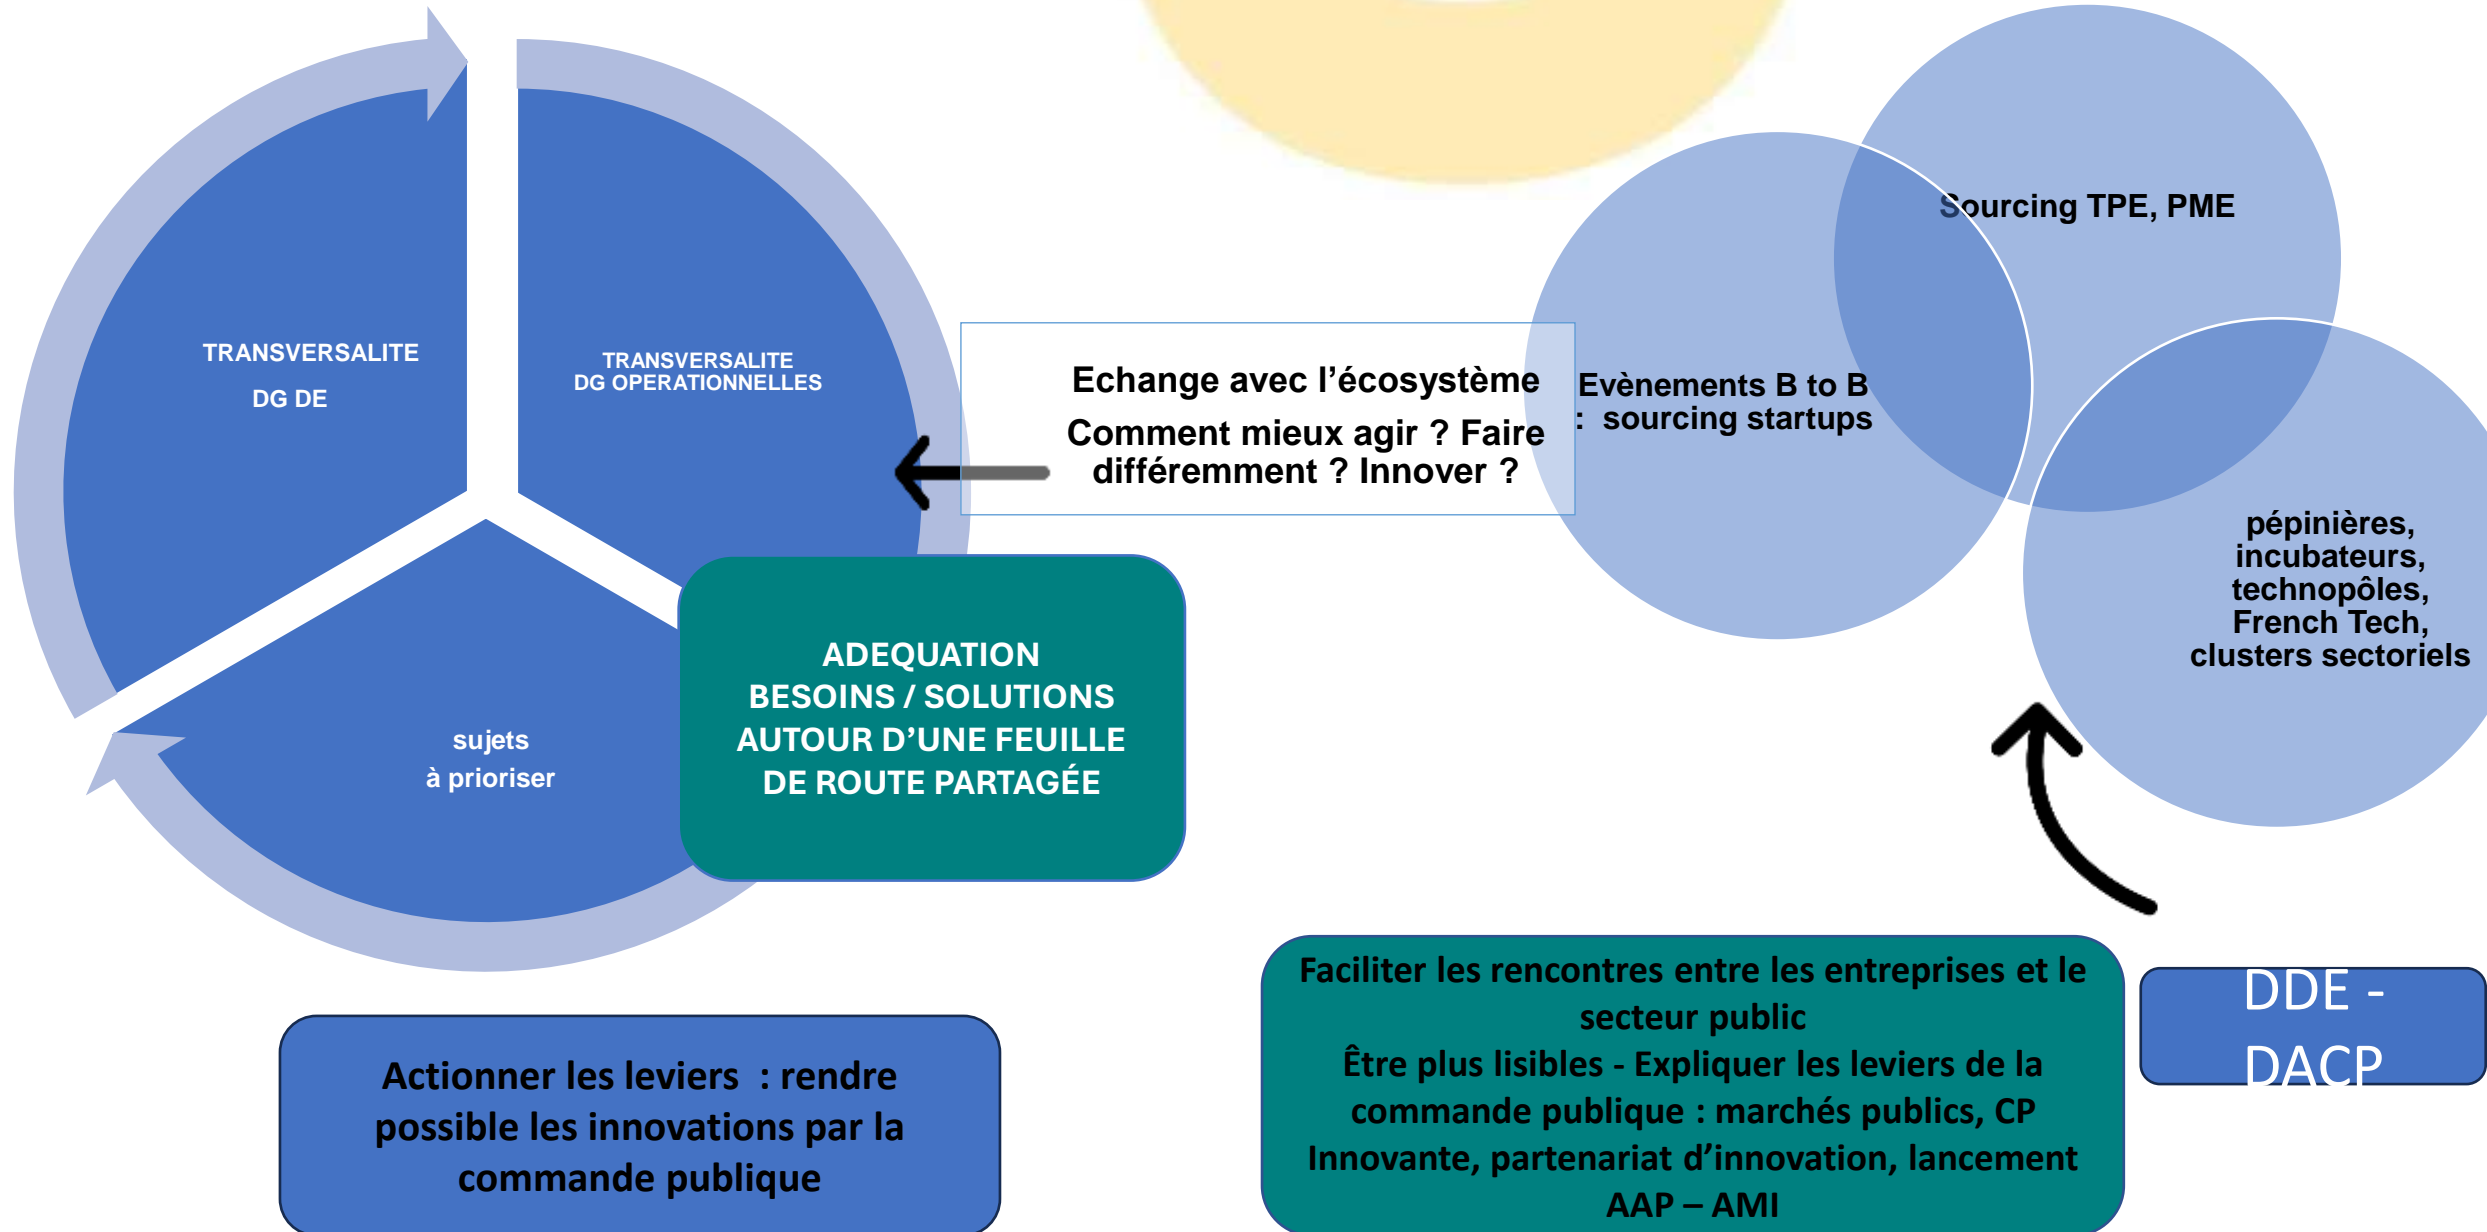 TRANSVERSALITE
DG DE
TRANSVERSALITE
DG OPERATIONNELLES
sujets
à prioriser
ADEQUATION
BESOINS / SOLUTIONS
AUTOUR D’UNE FEUILLE
DE ROUTE PARTAGÉE
Echange avec l’écosystème
Comment mieux agir ? Faire
différemment ? Innover ?
Sourcing TPE, PME
Evènements B to B
: sourcing startups
pépinières,
incubateurs,
technopôles,
French Tech,
clusters sectoriels
Actionner les leviers : rendre
possible les innovations par la
commande publique
Faciliter les rencontres entre les entreprises et le
secteur public
Être plus lisibles - Expliquer les leviers de la
commande publique : marchés publics, CP
Innovante, partenariat d’innovation, lancement
AAP – AMI
DDE -
DACP